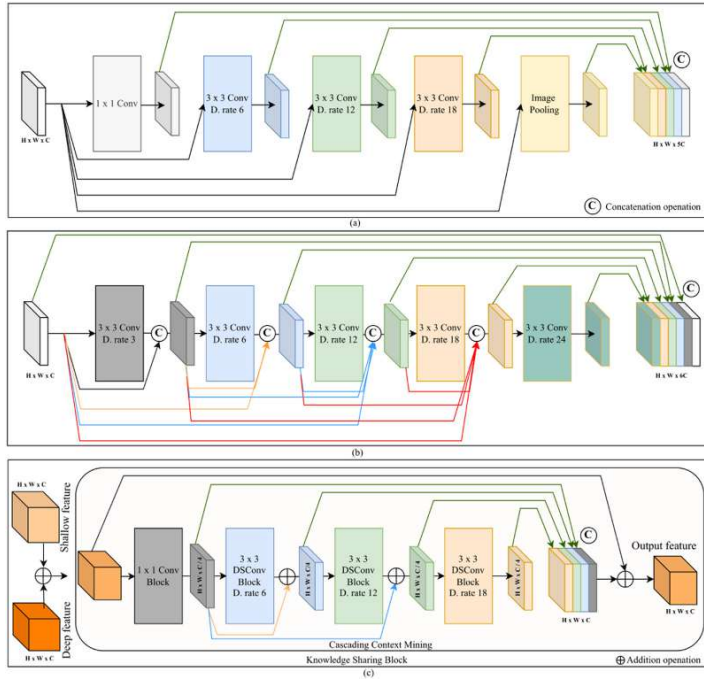 1 x 1 Conv
3 x 3 Conv
D. rate 6
3 x 3 Conv
D. rate 12
3 x 3 Conv
D. rate 18
Image
Pooling
C
H x W x C
H x W x 5C
C Concatenation openation
(a)
C
3 x 3 Conv
D. rate 3
C
3 x 3 Conv
D. rate 6
C
3 x 3 Conv
D. rate 12
C
3 x 3 Conv
D. rate 18
C
3 x 3 Conv
D. rate 24
H x W x C
H x W x 6C
(b)
H x W x C
Shallow feature
Deep feature
H x W x C
1 x 1 Conv
Block
H x W x C / 4
3 x 3
DSConv
Block
D. rate 6
H x W x C/4
3 x 3
DSConv
Block
D. rate 12
H x W x C / 4
3 x 3
DSConv
Block
D. rate 18
H x W x C / 4
C
H x W x C
Output feature
H x W x C
Cascading Context Mining
Knowledge Sharing Block
⊕ Addition openation
(c)